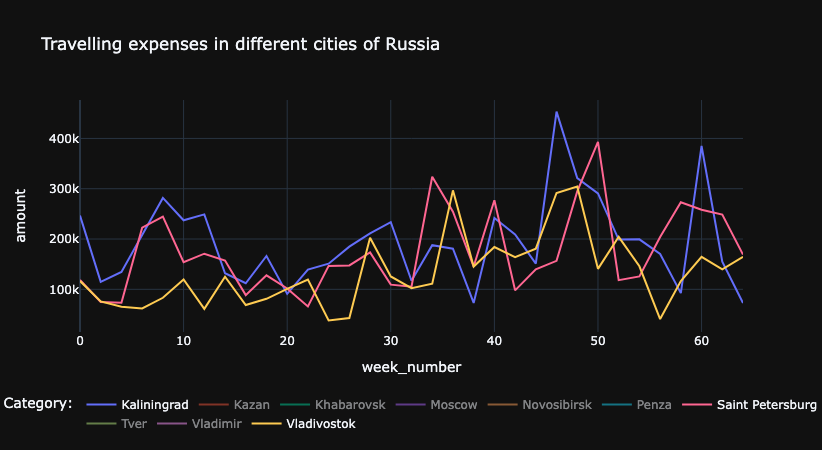 Travelling expenses in different cities of Russia
400k
300k
200k
100k
amount
0 10 20 30 40 50 60
week_number
Category: Kaliningrad Kazan Khabarovsk Moscow Novosibirsk Penza Saint Petersburg
Tver Vladimir Vladivostok